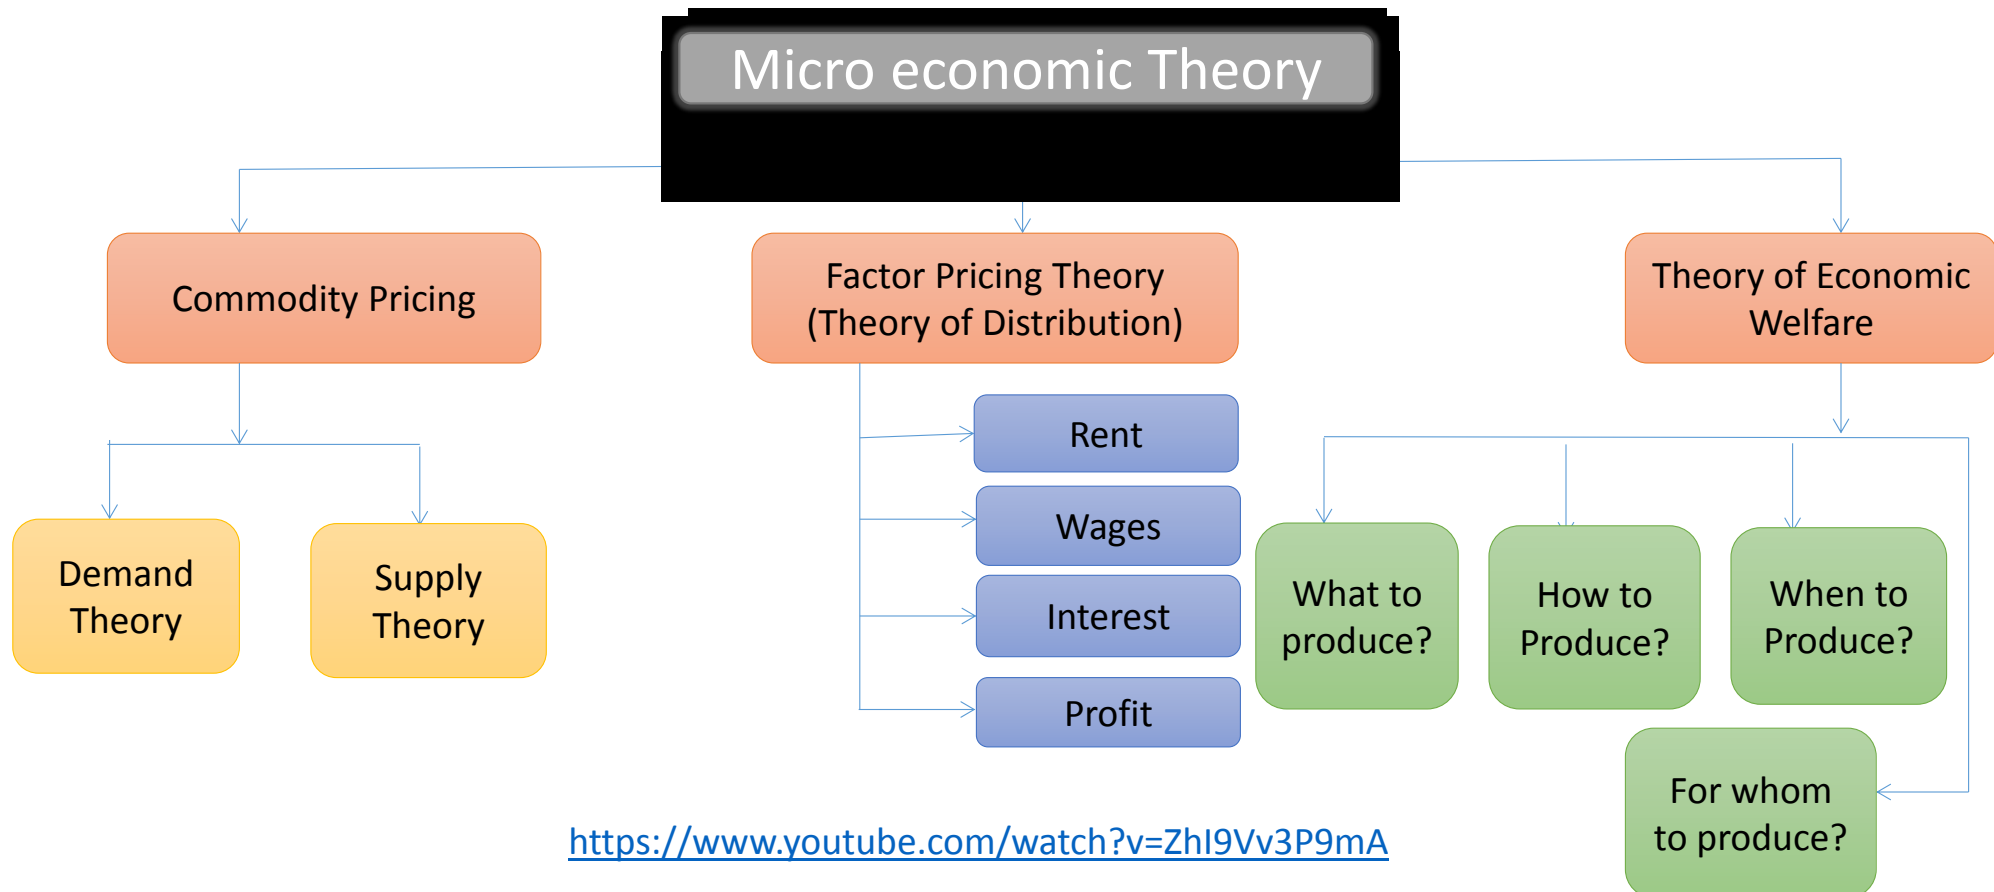 Micro economic Theory
Commodity Pricing
Factor Pricing Theory
(Theory of Distribution)
Theory of Economic
Welfare
Demand
Theory
Supply
Theory
Rent
Wages
Interest
Profit
What to
produce?
How to
Produce?
When to
Produce?
For whom
to produce?
https://www.youtube.com/watch?v=ZhI9Vv3P9mA